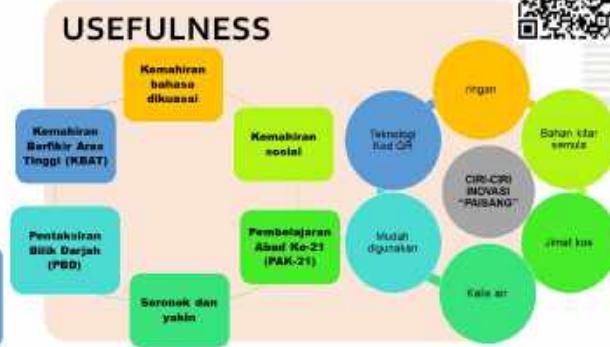 USEFULNESS
Kemahiran
bahasa
dikuasai
Kemahiran
sosial
Pembelajaran
Abad Ke-21
(PAK-21)
Seronok dan
yakin
Pentaksiran
Bilik Darjah
(PBD)
Kemahiran
Berfikir Aras
Tinggi (KBAT)
ringan
Bahan kitar
semula
Jimat kos
Kalis air
Mudah
digunakan
Teknologi
Kod QR
CIRI-CIRI
INOVASI
"PAISANG"